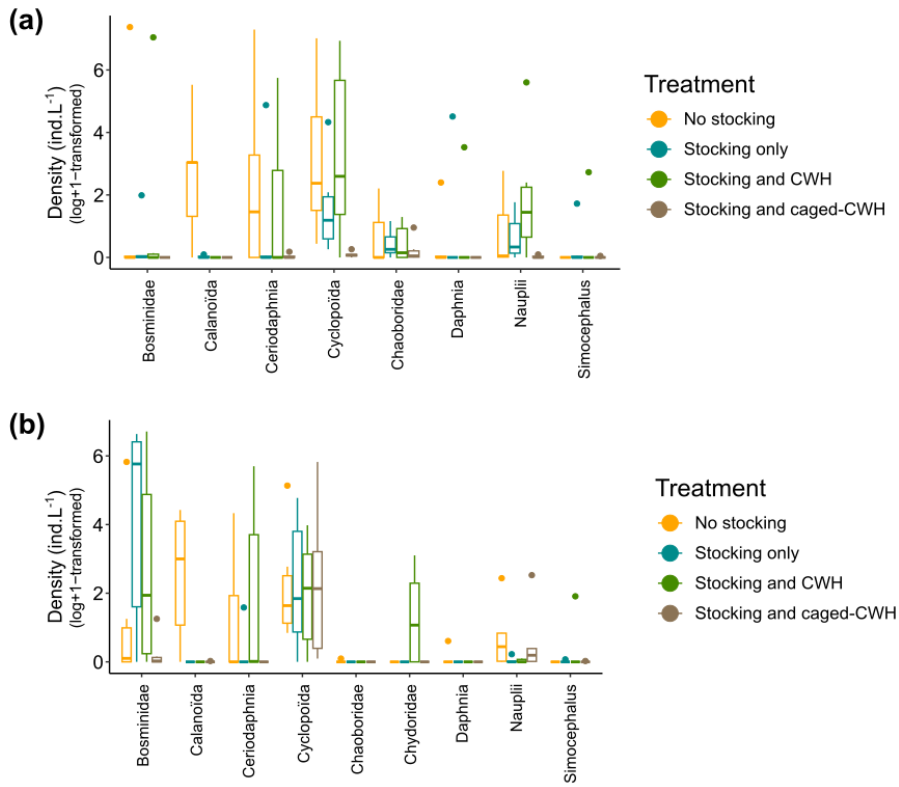 (a)
Density (ind.L⁻¹)
(log+1−transformed)
6
4
2
0
Bosminidae
Calanoïda
Ceriodaphnia
Cyclopoïda
Chaoboridae
Daphnia
Nauplii
Simocephalus
Treatment
No stocking
Stocking only
Stocking and CWH
Stocking and caged-CWH
(b)
Density (ind.L⁻¹)
(log+1−transformed)
6
4
2
0
Bosminidae
Calanoïda
Ceriodaphnia
Cyclopoïda
Chaoboridae
Chydoridae
Daphnia
Nauplii
Simocephalus
Treatment
No stocking
Stocking only
Stocking and CWH
Stocking and caged-CWH